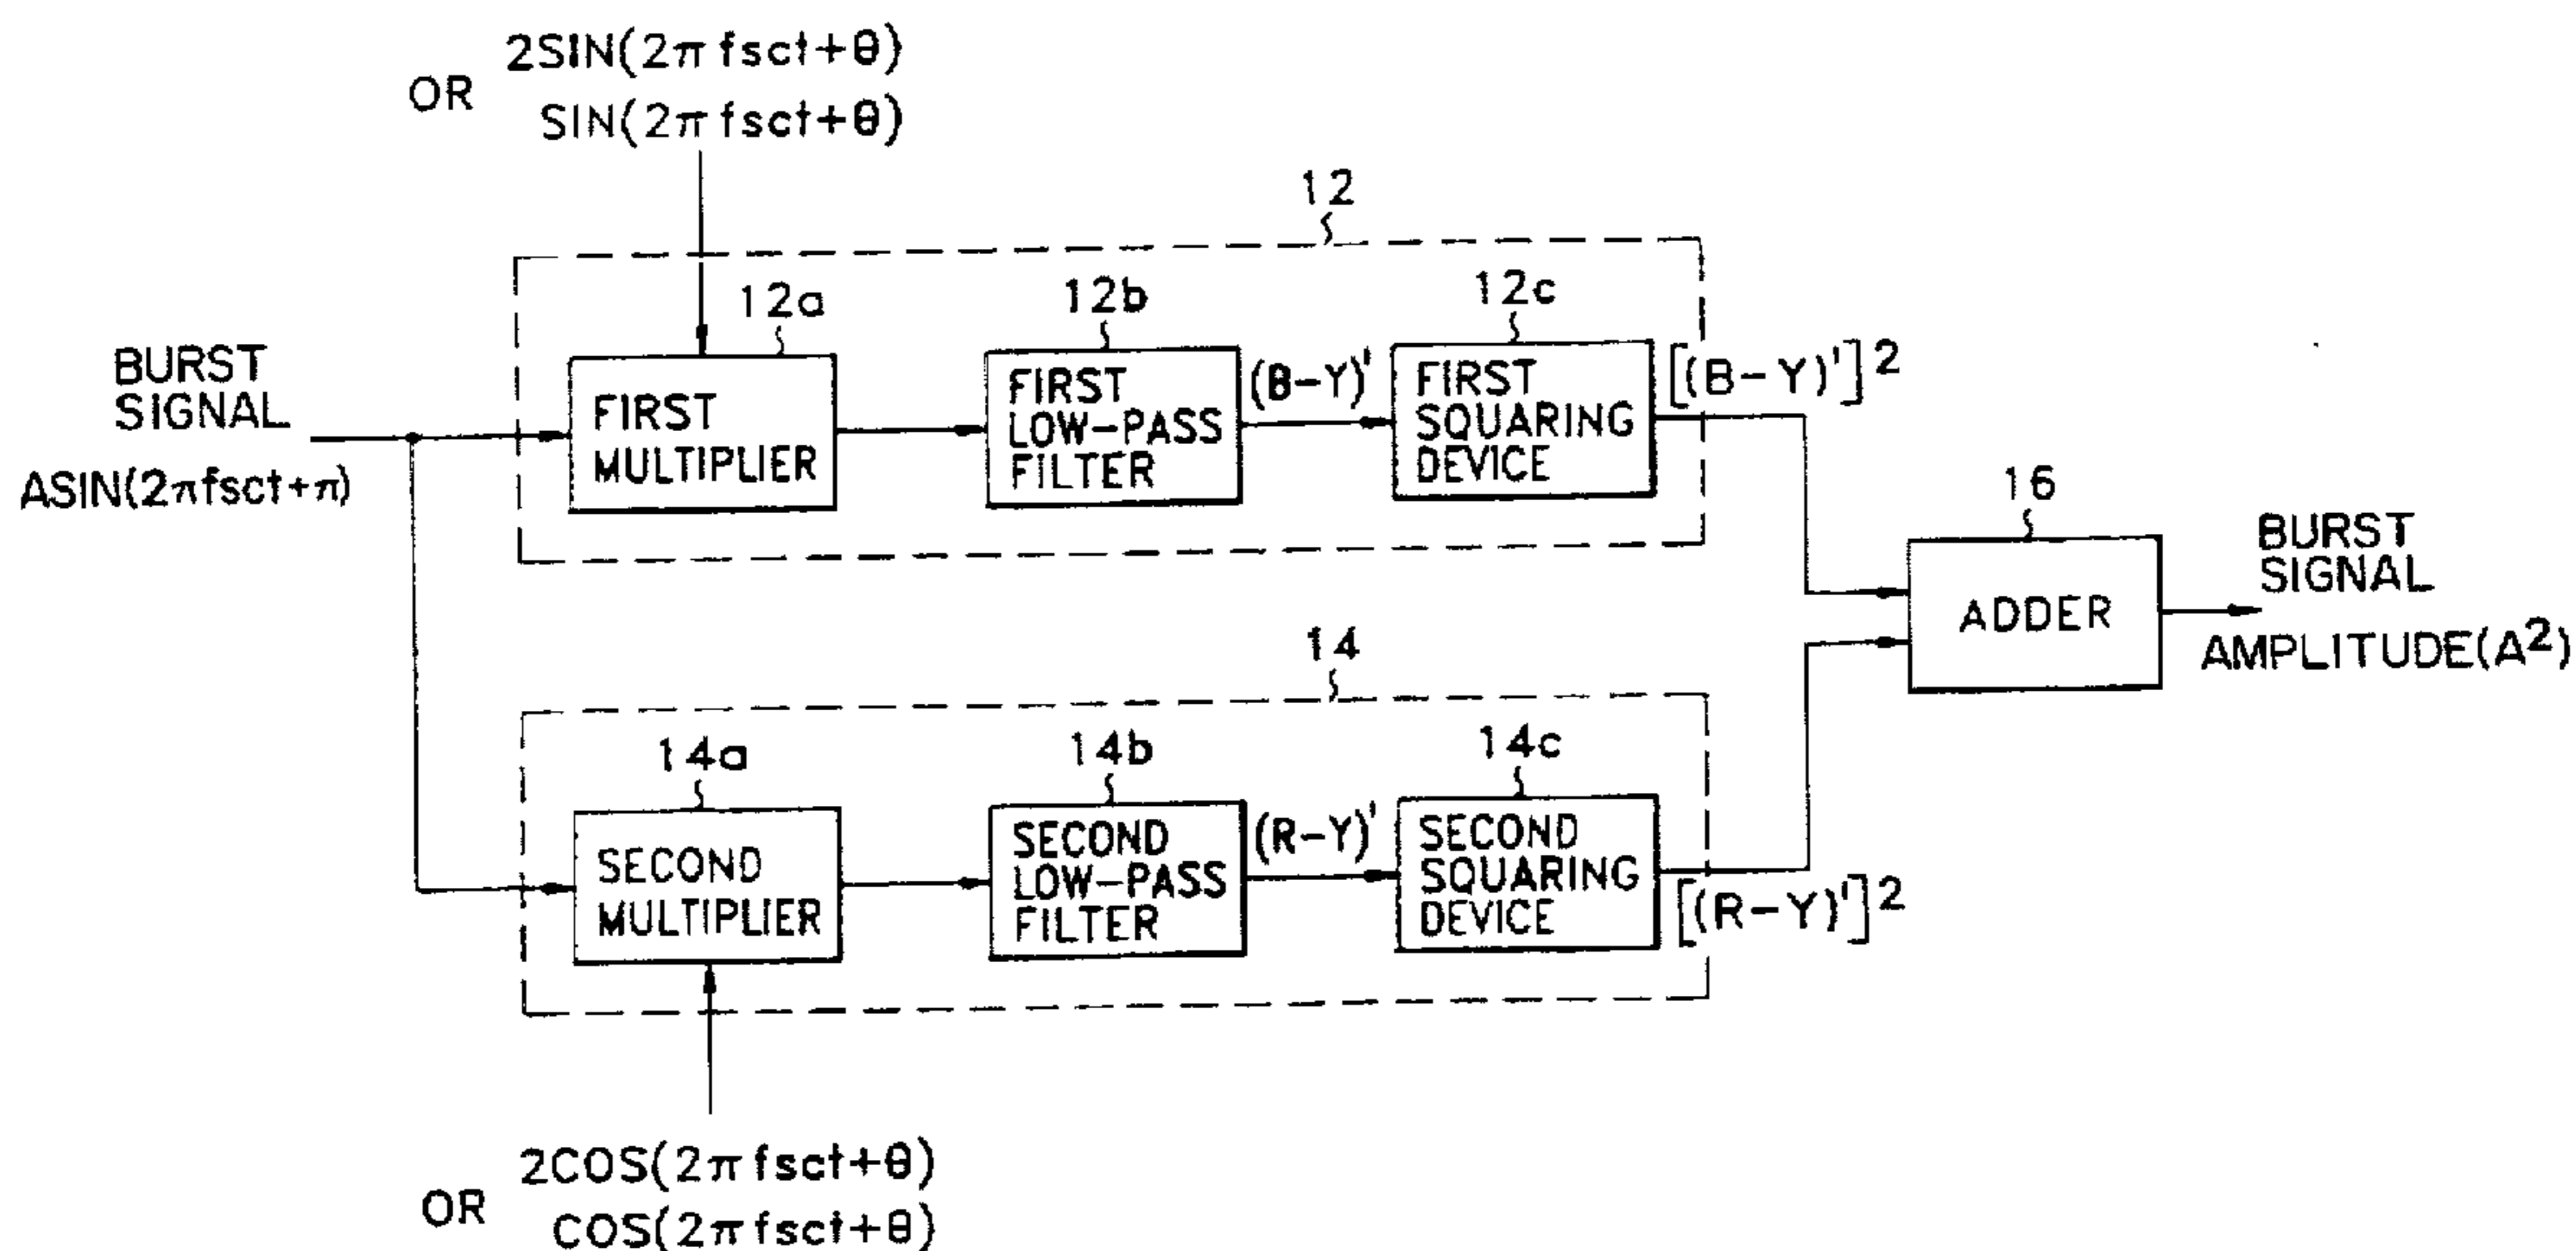 2SIN(2π fsct+θ)
OR
SIN(2π fsct+θ)
12
12a
12b
12c
BURST
SIGNAL
ASIN(2πfsct+π)
FIRST
MULTIPLIER
FIRST
LOW-PASS
FILTER
(B-Y)'
FIRST
SQUARING
DEVICE
[(B-Y)']²
16
ADDER
BURST
SIGNAL
AMPLITUDE(A²)
14
14a
14b
14c
SECOND
MULTIPLIER
SECOND
LOW-PASS
FILTER
(R-Y)'
SECOND
SQUARING
DEVICE
[(R-Y)']²
2COS(2π fsct+θ)
OR
COS(2π fsct+θ)